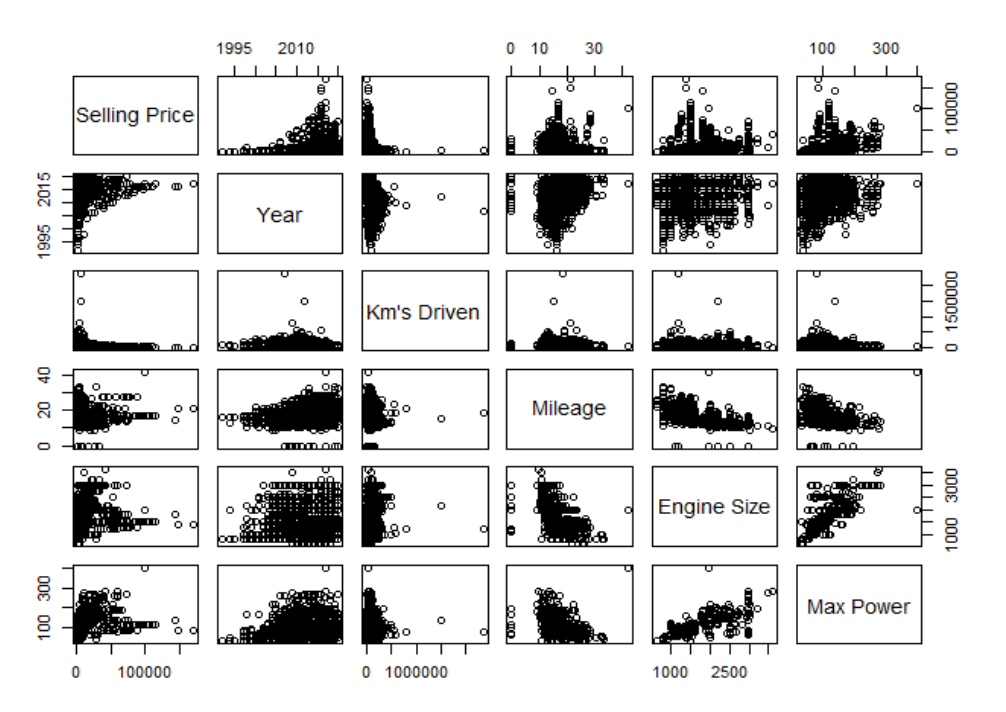 1995 2010 0 10 30 100 300
Selling Price
0 100000
1995 2015
Year
Km's Driven
0 1500000
0 20 40
Mileage
Engine Size
1000 3000
100 300
Max Power
0 100000 0 1000000 1000 2500